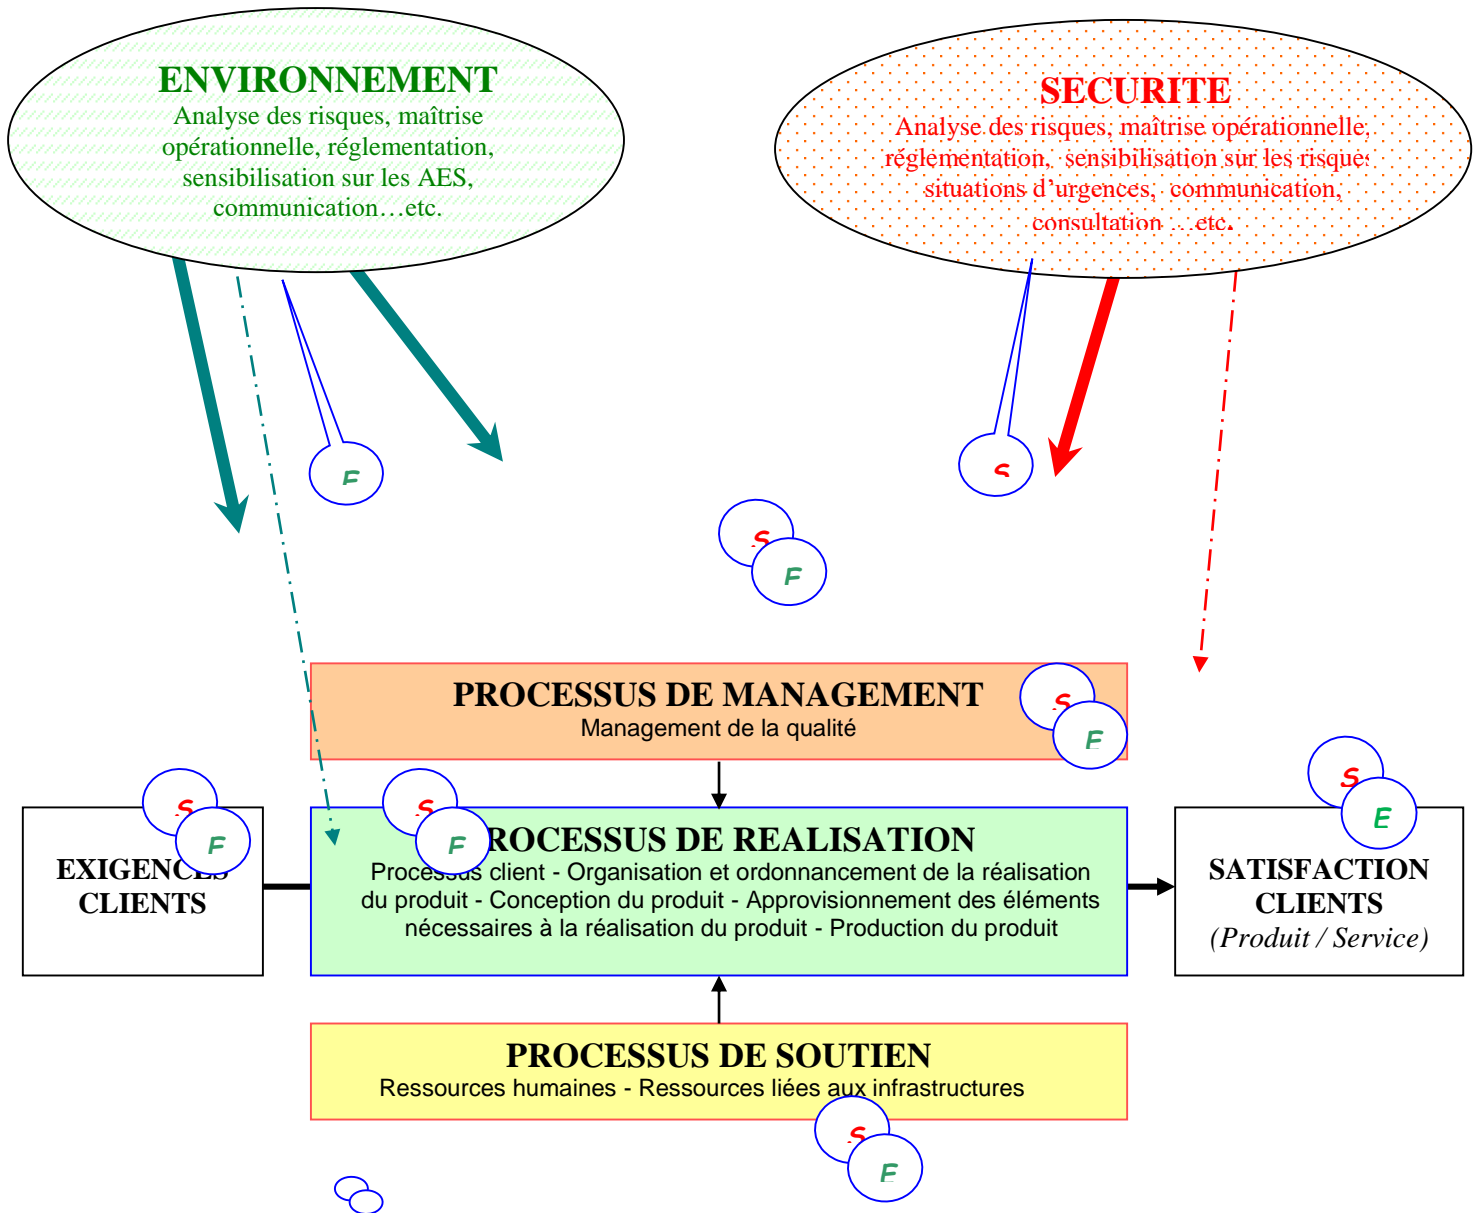 ENVIRONNEMENT
Analyse des risques, maîtrise
opérationnelle, réglementation,
sensibilisation sur les AES,
communication…etc.
SECURITE
Analyse des risques, maîtrise opérationnelle,
réglementation, sensibilisation sur les risques
situations d’urgences, communication,
consultation …etc.
E
S
S
E
PROCESSUS DE MANAGEMENT
Management de la qualité
S
E
S
E
EXIGENCES
CLIENTS
S
E
PROCESSUS DE REALISATION
Processus client - Organisation et ordonnancement de la réalisation
du produit - Conception du produit - Approvisionnement des éléments
nécessaires à la réalisation du produit - Production du produit
S
E
SATISFACTION
CLIENTS
(Produit / Service)
PROCESSUS DE SOUTIEN
Ressources humaines - Ressources liées aux infrastructures
S
E